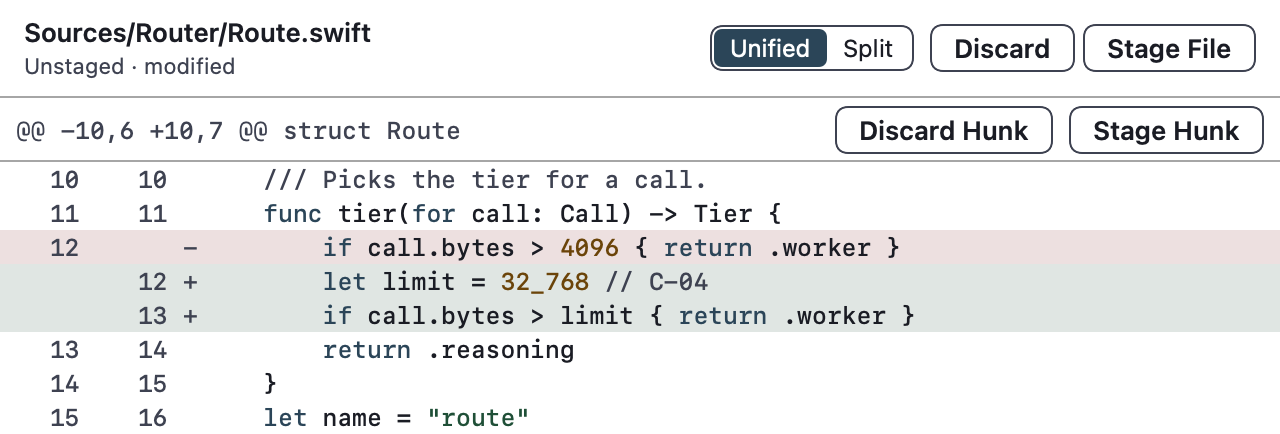 Sources/Router/Route.swift
Unstaged · modified
Unified Split Discard Stage File
@@ −10,6 +10,7 @@ struct Route Discard Hunk Stage Hunk
10 10 /// Picks the tier for a call.
11 11 func tier(for call: Call) −> Tier {
12 − if call.bytes > 4096 { return .worker }
12 + let limit = 32_768 // C−04
13 + if call.bytes > limit { return .worker }
13 14 return .reasoning
14 15 }
15 16 let name = "route"